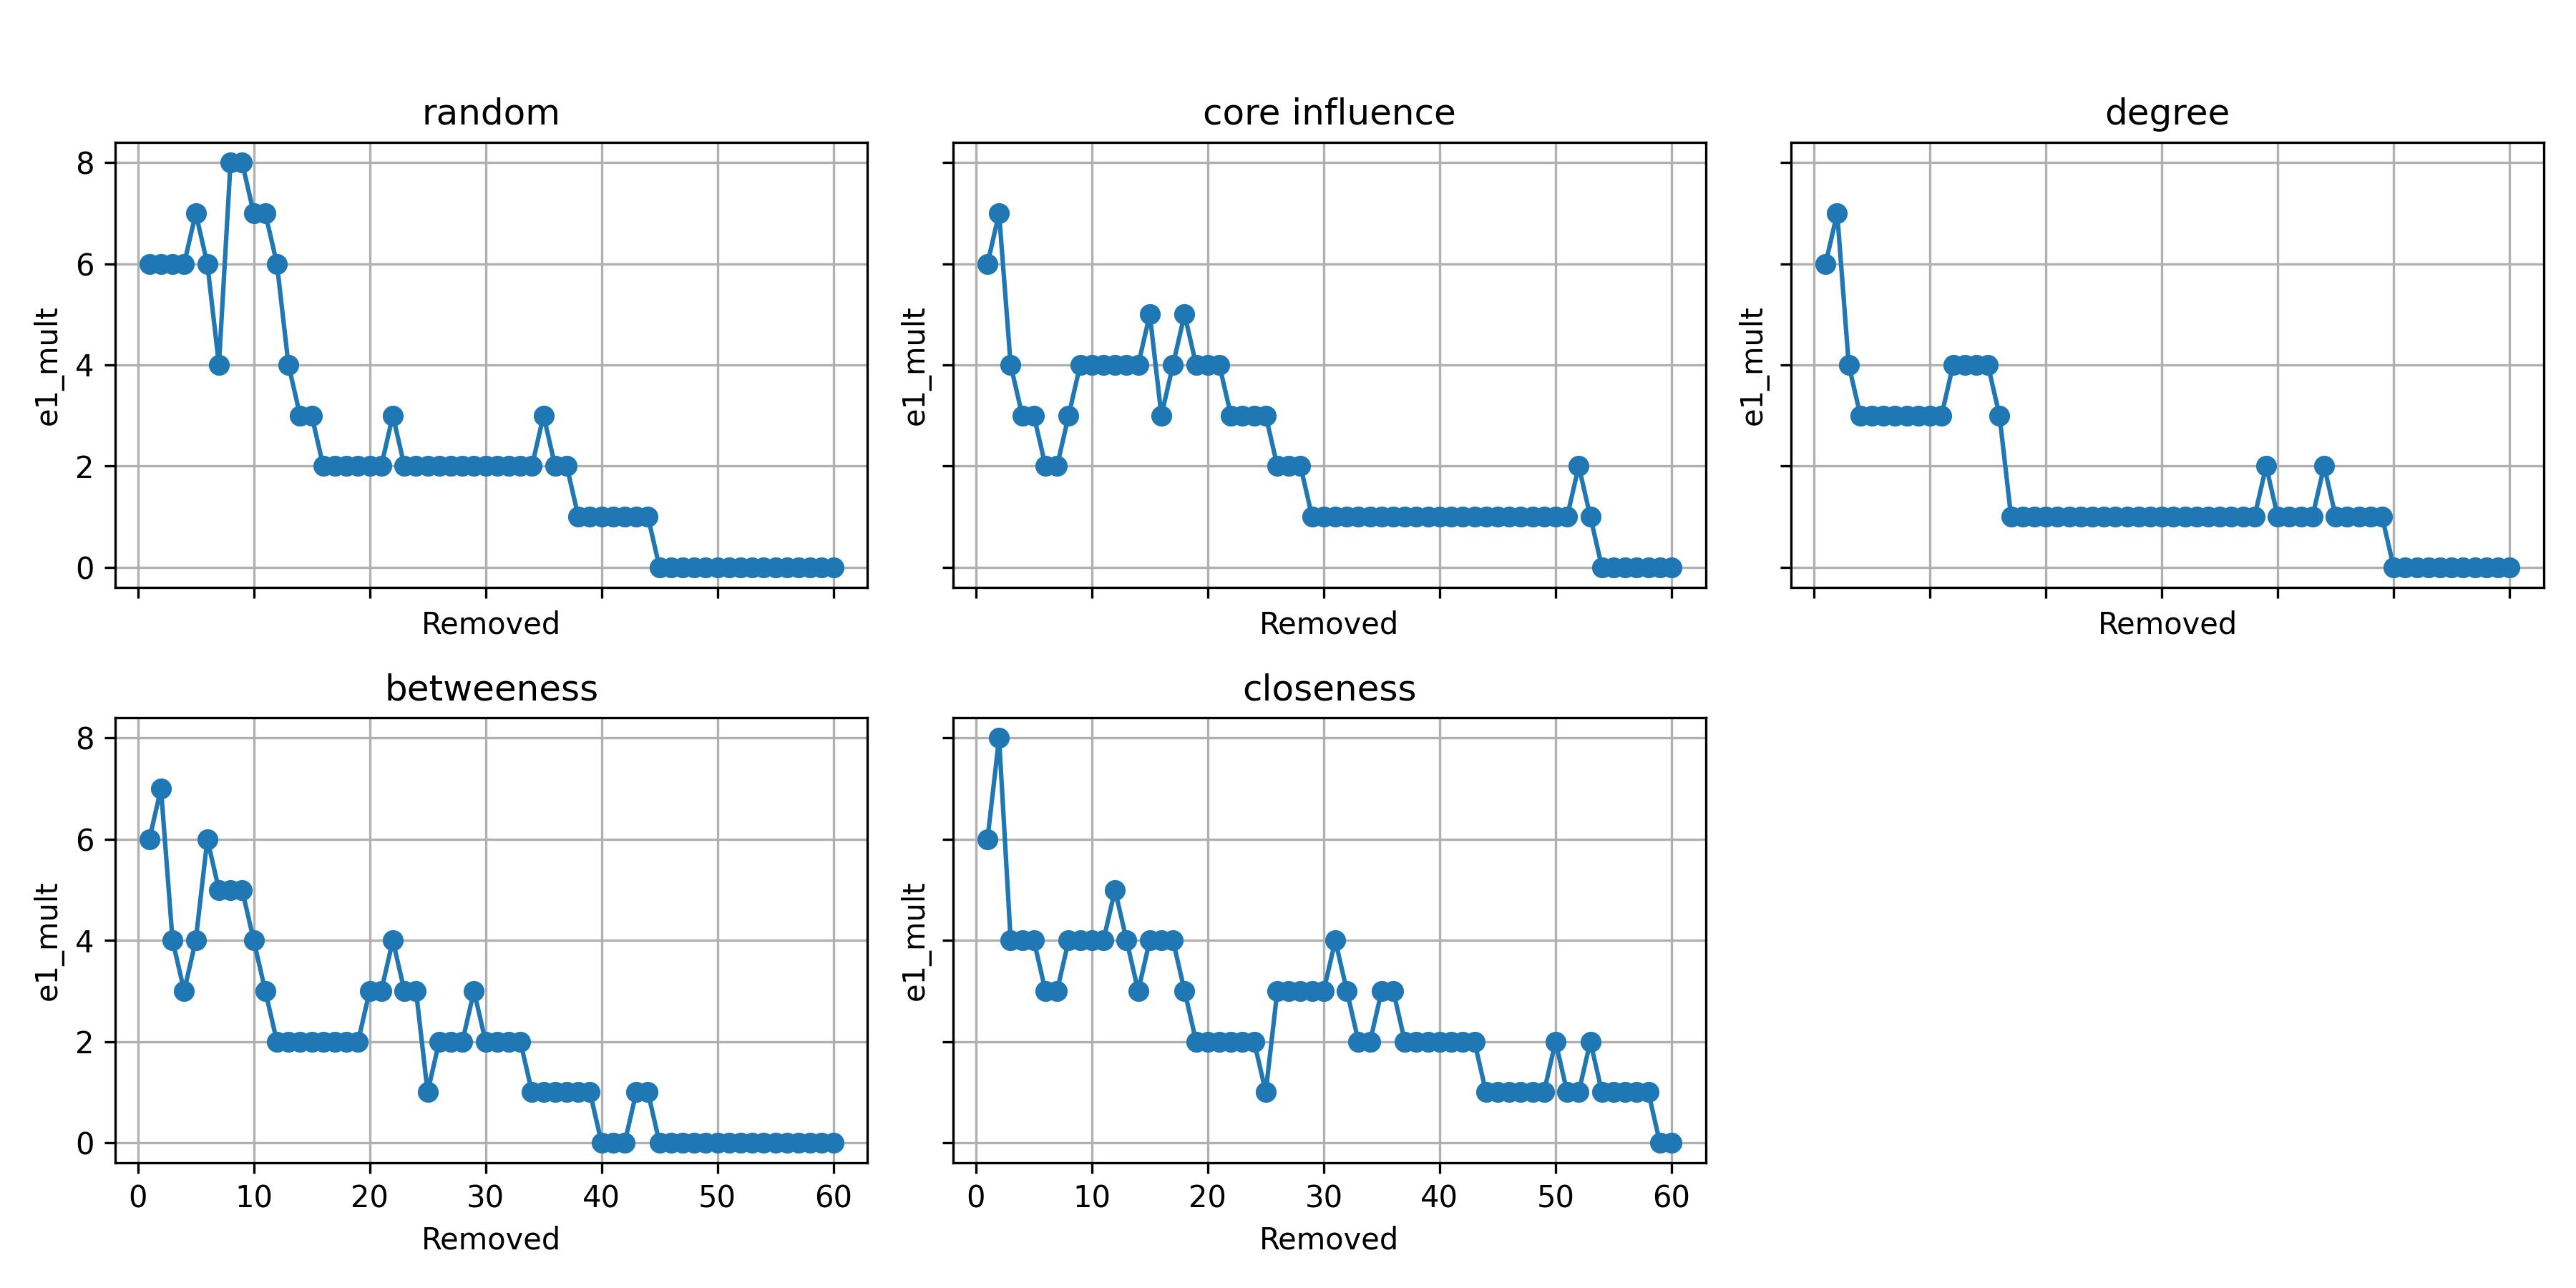 random
core influence
degree
8
6
4
2
0
e1_mult
e1_mult
e1_mult
Removed
Removed
Removed
betweeness
closeness
8
6
4
2
0
e1_mult
e1_mult
0 10 20 30 40 50 60
0 10 20 30 40 50 60
Removed
Removed